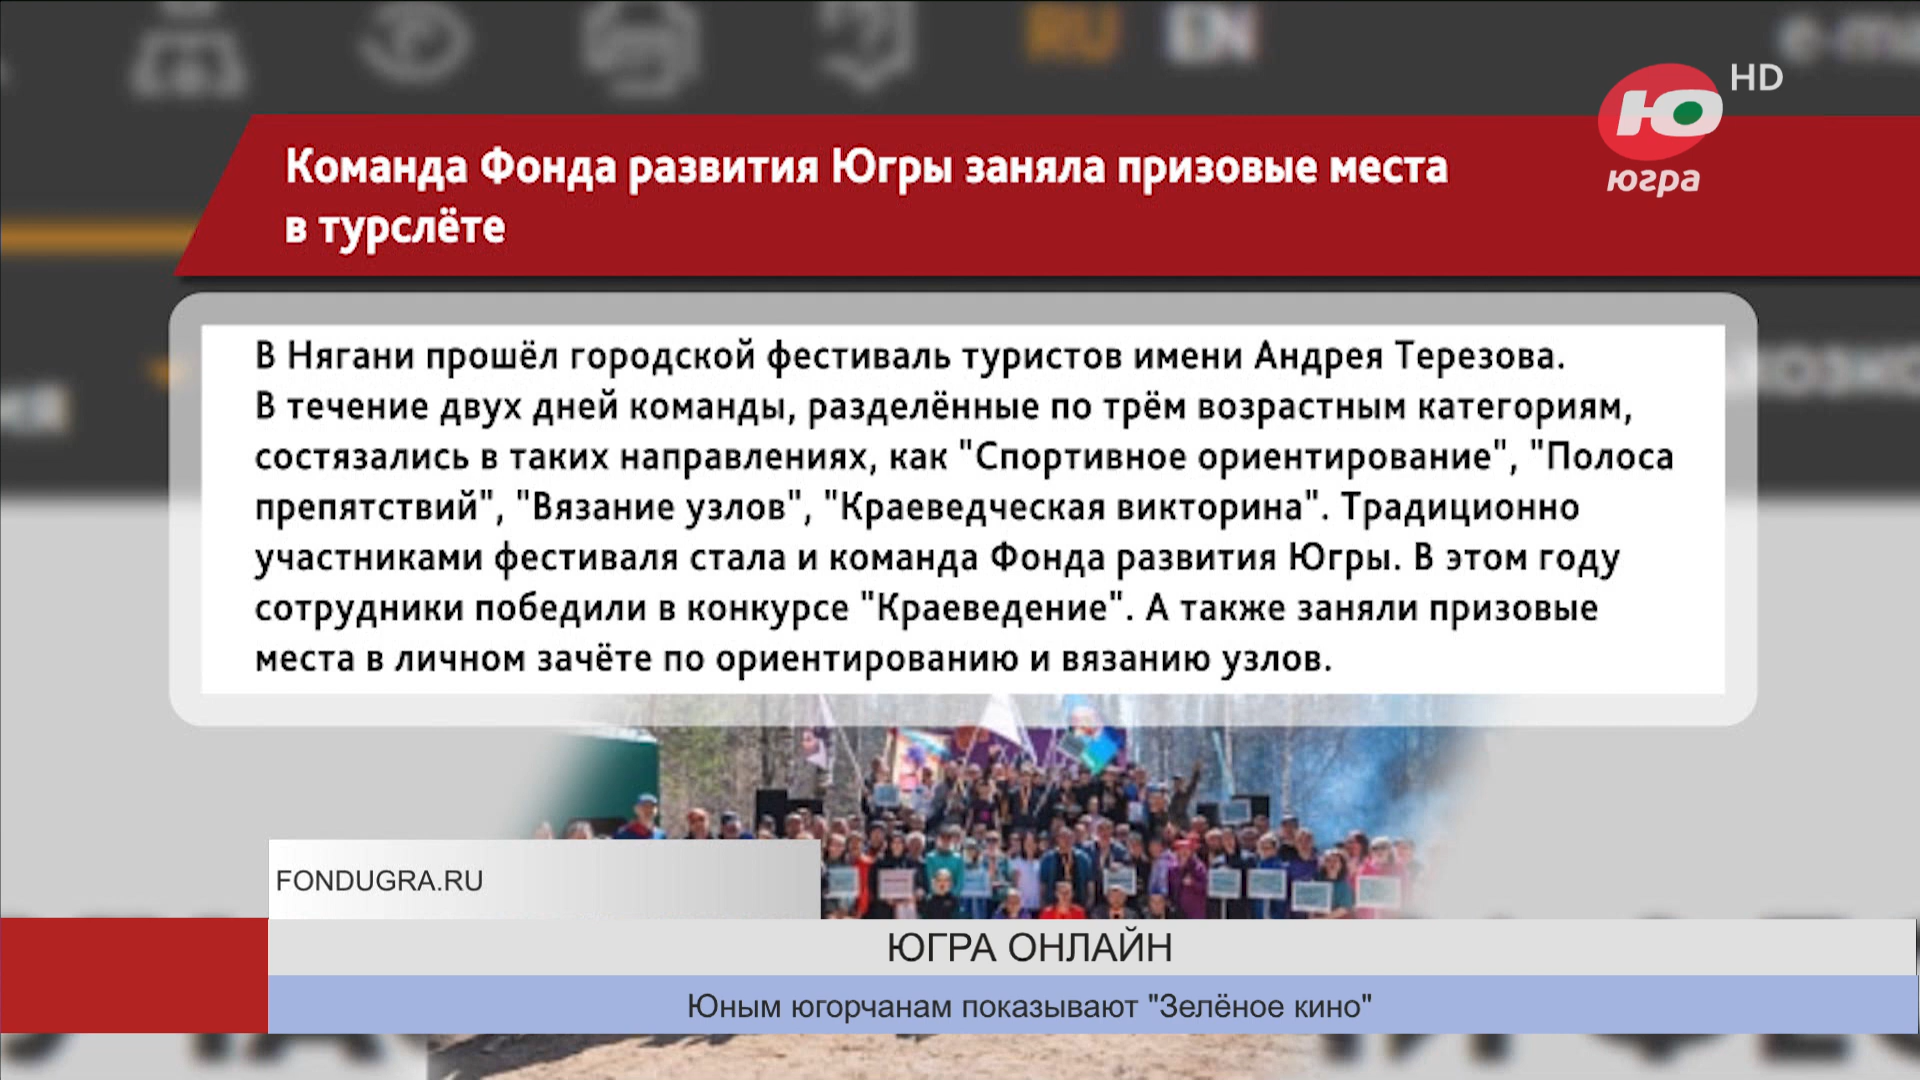 RU EN
HD
югра
Команда Фонда развития Югры заняла призовые места
в турслёте
В Нягани прошёл городской фестиваль туристов имени Андрея Терезова.
В течение двух дней команды, разделённые по трём возрастным категориям,
состязались в таких направлениях, как "Спортивное ориентирование", "Полоса
препятствий", "Вязание узлов", "Краеведческая викторина". Традиционно
участниками фестиваля стала и команда Фонда развития Югры. В этом году
сотрудники победили в конкурсе "Краеведение". А также заняли призовые
места в личном зачёте по ориентированию и вязанию узлов.
FONDUGRA.RU
ЮГРА ОНЛАЙН
Юным югорчанам показывают "Зелёное кино"